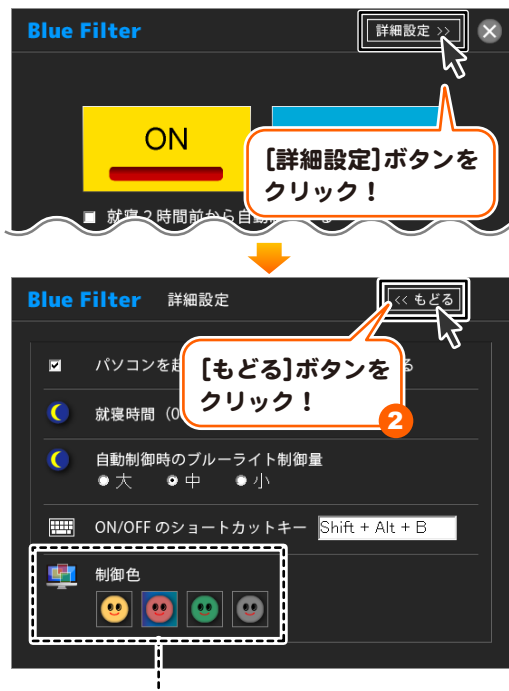 Blue Filter
詳細設定 >>
ON
[詳細設定]ボタンを
クリック！
就寝2時間前から自動
Blue Filter 詳細設定
<< もどる
[もどる]ボタンを
クリック！
2
パソコンを起
る
就寝時間（0
自動制御時のブルーライト制御量
大 中 小
ON/OFF のショートカットキー Shift + Alt + B
制御色